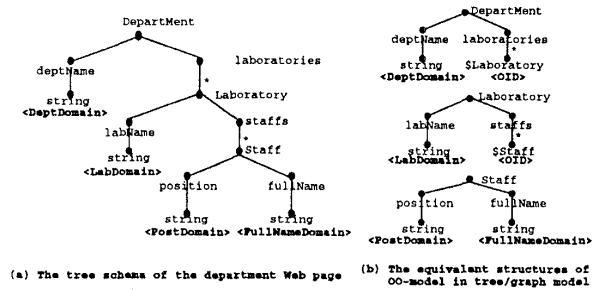 DepartMent
deptName
laboratories
string
<DeptDomain>
*
Laboratory
labName
staffs
string
<LabDomain>
*
Staff
position
fullName
string
<PostDomain>
string
<FullNameDomain>
(a) The tree schema of the department Web page
DepartMent
deptName
laboratories
*
string
<DeptDomain>
$Laboratory
<OID>
Laboratory
labName
staffs
*
string
<LabDomain>
$Staff
<OID>
Staff
position
fullName
string
<PostDomain>
string
<FullNameDomain>
(b) The equivalent structures of
OO-model in tree/graph model